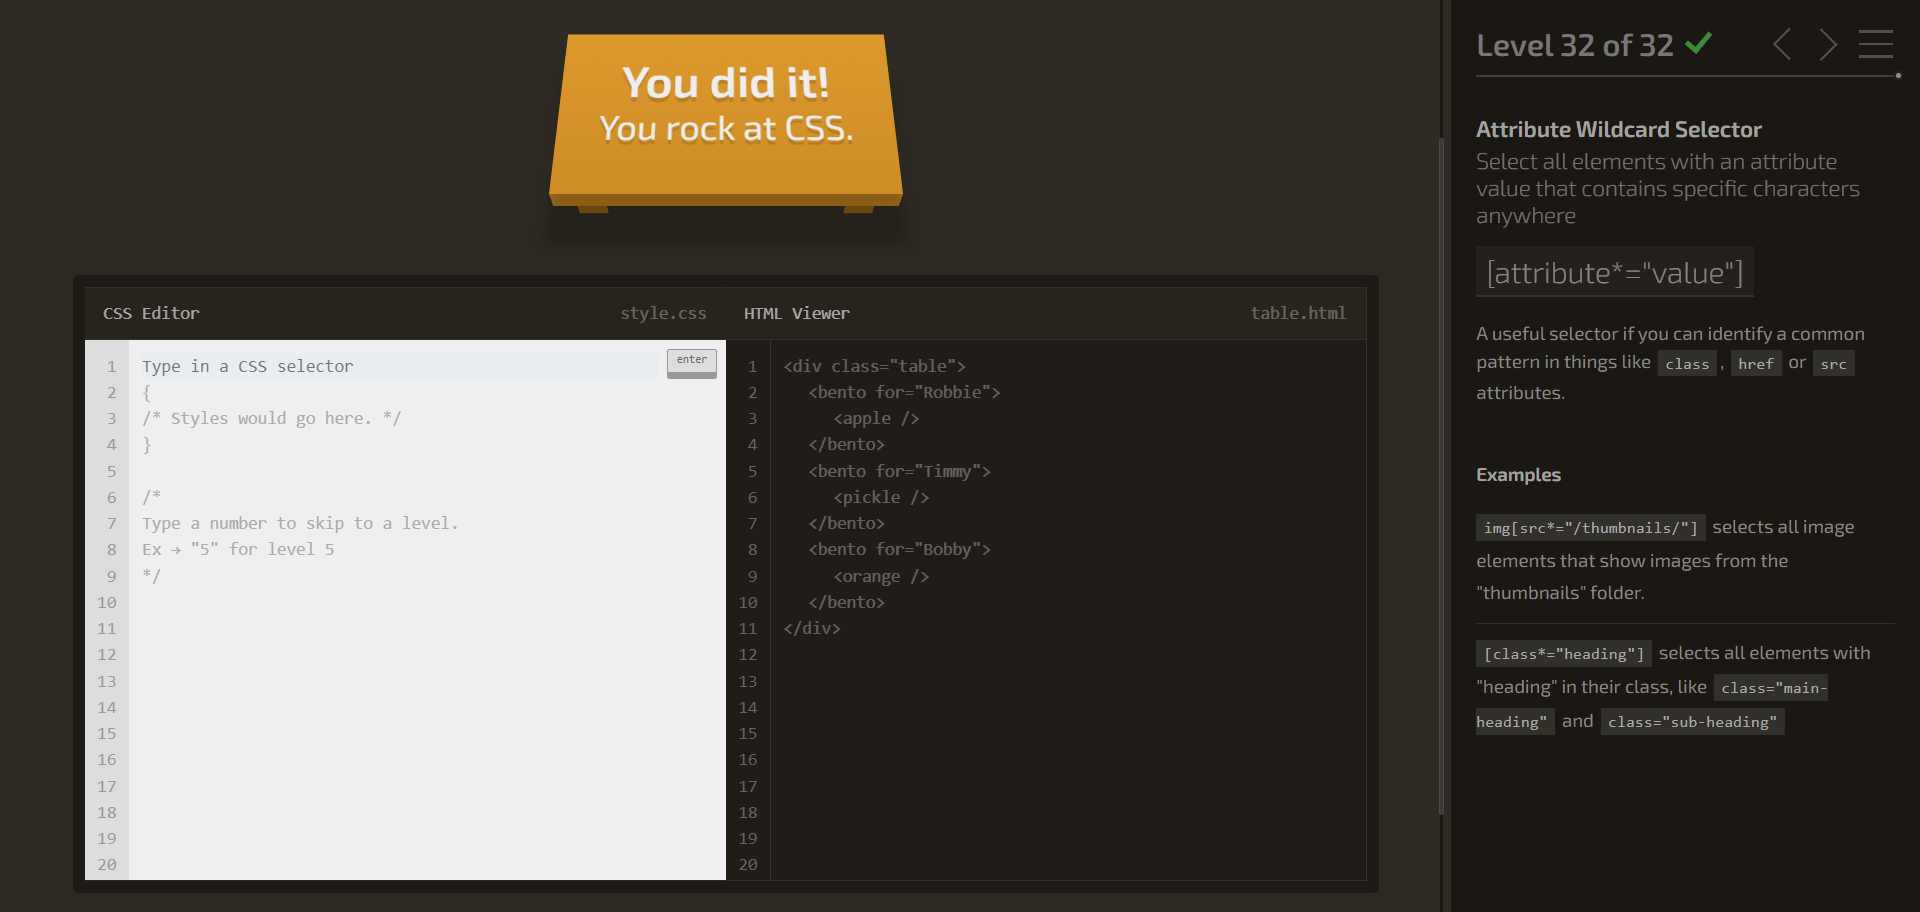 You did it!
You rock at CSS.
CSS Editor
style.css
1 Type in a CSS selector
enter
2 {
3 /* Styles would go here. */
4 }
5
6 /*
7 Type a number to skip to a level.
8 Ex → "5" for level 5
9 */
10
11
12
13
14
15
16
17
18
19
20
HTML Viewer
table.html
1 <div class="table">
2 <bento for="Robbie">
3 <apple />
4 </bento>
5 <bento for="Timmy">
6 <pickle />
7 </bento>
8 <bento for="Bobby">
9 <orange />
10 </bento>
11 </div>
12
13
14
15
16
17
18
19
20
Level 32 of 32
Attribute Wildcard Selector
Select all elements with an attribute
value that contains specific characters
anywhere
[attribute*="value"]
A useful selector if you can identify a common
pattern in things like class, href or src
attributes.
Examples
img[src*="/thumbnails/"] selects all image
elements that show images from the
"thumbnails" folder.
[class*="heading"] selects all elements with
"heading" in their class, like class="main-
heading" and class="sub-heading"